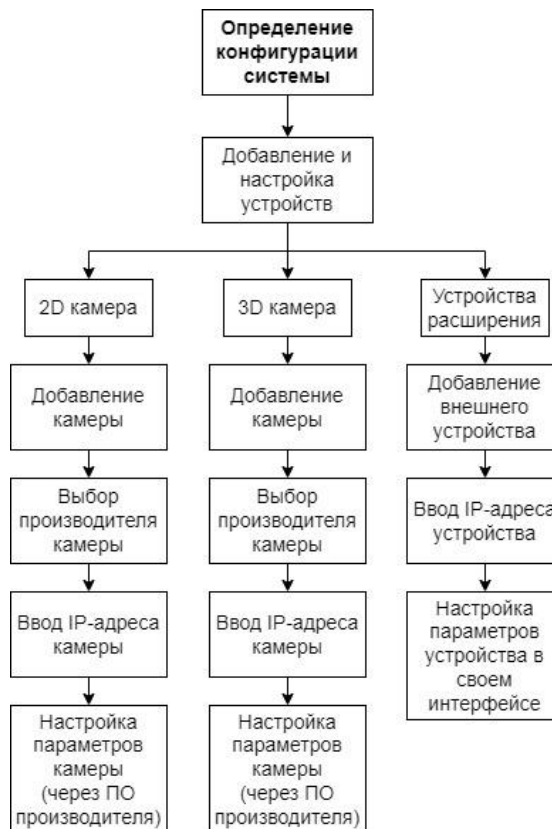 Определение
конфигурации
системы
Добавление и
настройка
устройств
2D камера
3D камера
Устройства
расширения
Добавление
камеры
Добавление
камеры
Добавление
внешнего
устройства
Выбор
производителя
камеры
Выбор
производителя
камеры
Ввод IP-адреса
устройства
Ввод IP-адреса
камеры
Ввод IP-адреса
камеры
Настройка
параметров
устройства в
своем
интерфейсе
Настройка
параметров
камеры
(через ПО
производителя)
Настройка
параметров
камеры
(через ПО
производителя)